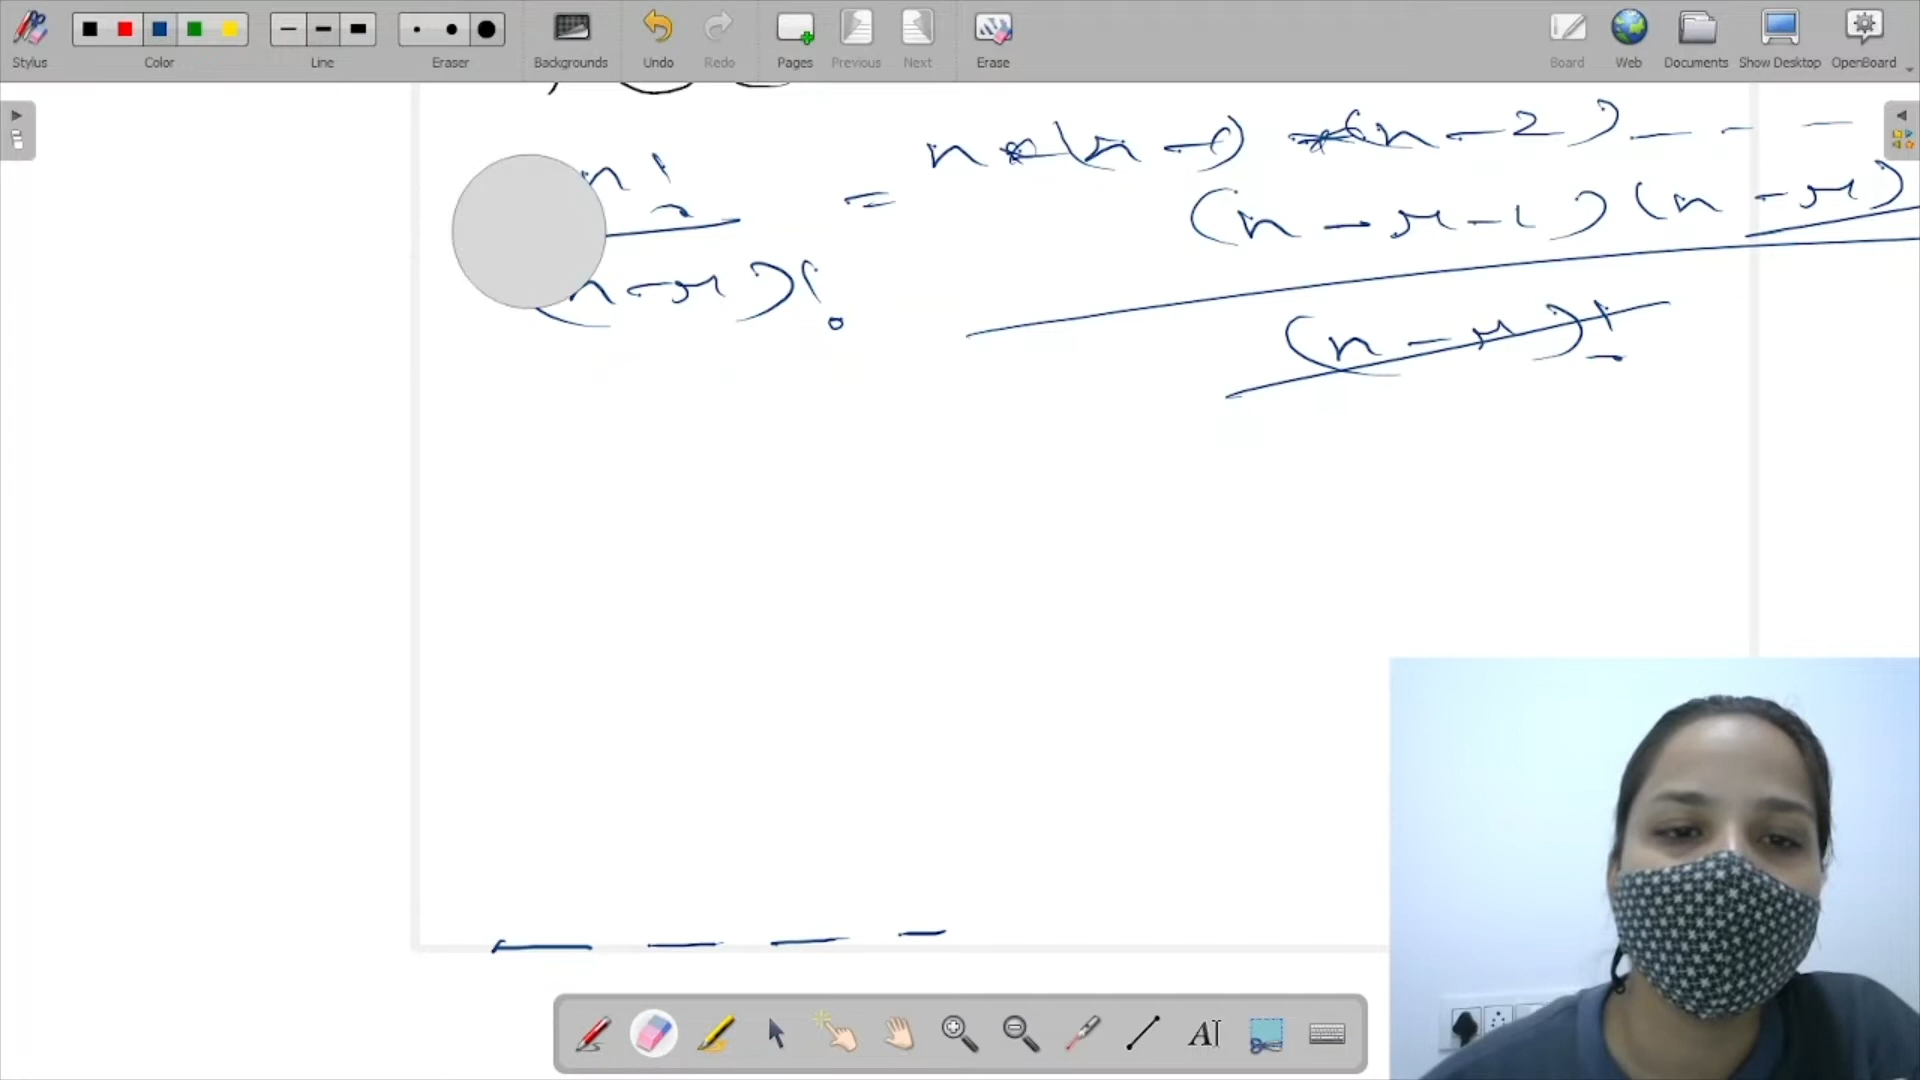 Stylus
Color
Line
Eraser
Backgrounds
Undo
Redo
Pages
Previous
Next
Erase
Board
Web
Documents
Show Desktop
OpenBoard
n! = n*(n-1)*(n-2) - - -
(n-r-1)(n-r)
n-r)!
(n-r)!